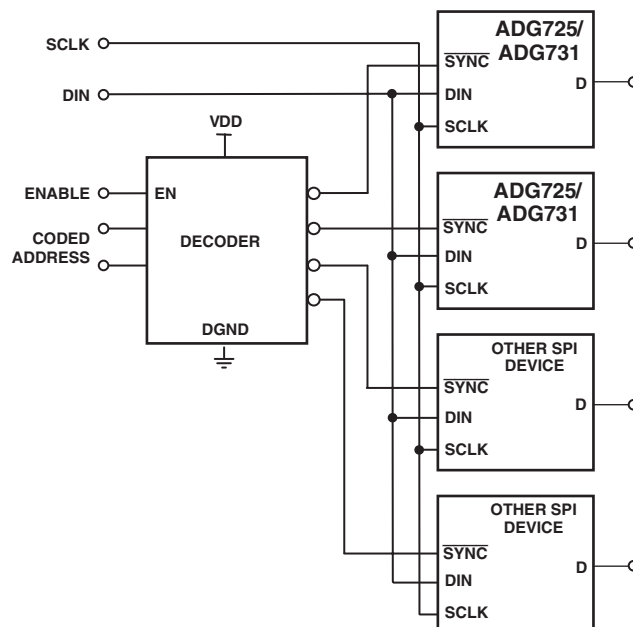 SCLK
DIN
VDD
ENABLE
EN
CODED
ADDRESS
DECODER
DGND
ADG725/
ADG731
SYNC
DIN
D
SCLK
ADG725/
ADG731
SYNC
D
DIN
SCLK
OTHER SPI
DEVICE
SYNC
D
DIN
SCLK
OTHER SPI
DEVICE
SYNC
D
DIN
SCLK